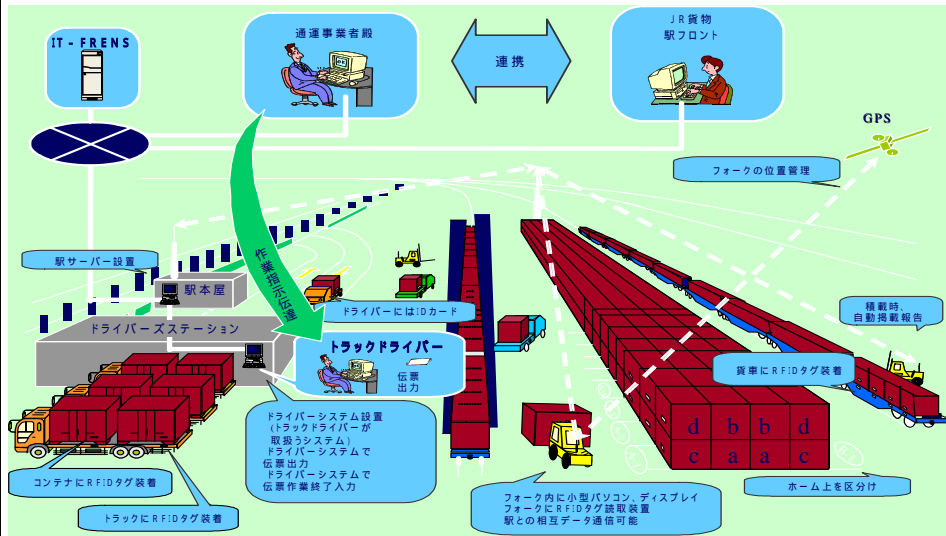 IT-FRENS
通運事業者殿
連携
JR貨物
駅フロント
GPS
フォークの位置管理
作業指示伝達
駅サーバー設置
駅本屋
ドライバーズステーション
ドライバーにはIDカード
トラックドライバー
伝票
出力
積載時、
自動掲載報告
貨車にRFIDタグ装着
d b b d
c a a c
ドライバーシステム設置
(トラックドライバーが
取扱うシステム)
ドライバーシステムで
伝票出力
ドライバーシステムで
伝票作業終了入力
コンテナにRFIDタグ装着
トラックにRFIDタグ装着
フォーク内に小型パソコン、ディスプレイ
フォークにRFIDタグ読取装置
駅との相互データ通信可能
ホーム上を区分け